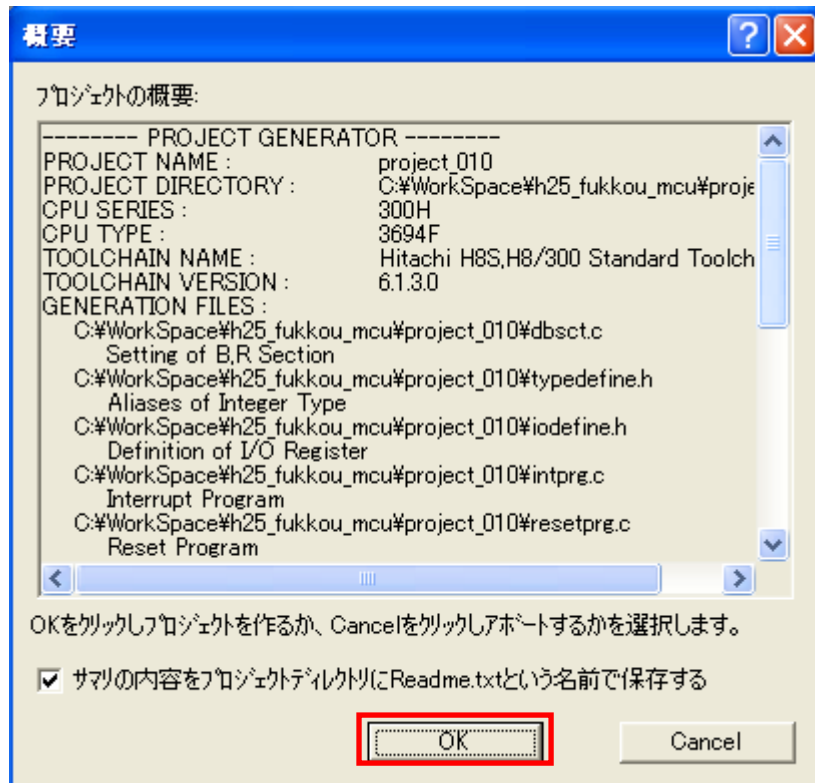 概要
プロジェクトの概要:
-------- PROJECT GENERATOR --------
PROJECT NAME : project_010
PROJECT DIRECTORY : C:¥WorkSpace¥h25_fukkou_mcu¥proje
CPU SERIES : 300H
CPU TYPE : 3694F
TOOLCHAIN NAME : Hitachi H8S,H8/300 Standard Toolch
TOOLCHAIN VERSION : 6.1.3.0
GENERATION FILES :
C:¥WorkSpace¥h25_fukkou_mcu¥project_010¥dbsct.c
Setting of B,R Section
C:¥WorkSpace¥h25_fukkou_mcu¥project_010¥typedefine.h
Aliases of Integer Type
C:¥WorkSpace¥h25_fukkou_mcu¥project_010¥iodefine.h
Definition of I/O Register
C:¥WorkSpace¥h25_fukkou_mcu¥project_010¥intprg.c
Interrupt Program
C:¥WorkSpace¥h25_fukkou_mcu¥project_010¥resetprg.c
Reset Program
OKをクリックしプロジェクトを作るか、Cancelをクリックしアボートするかを選択します。
サマリの内容をプロジェクトディレクトリにReadme.txtという名前で保存する
OK Cancel